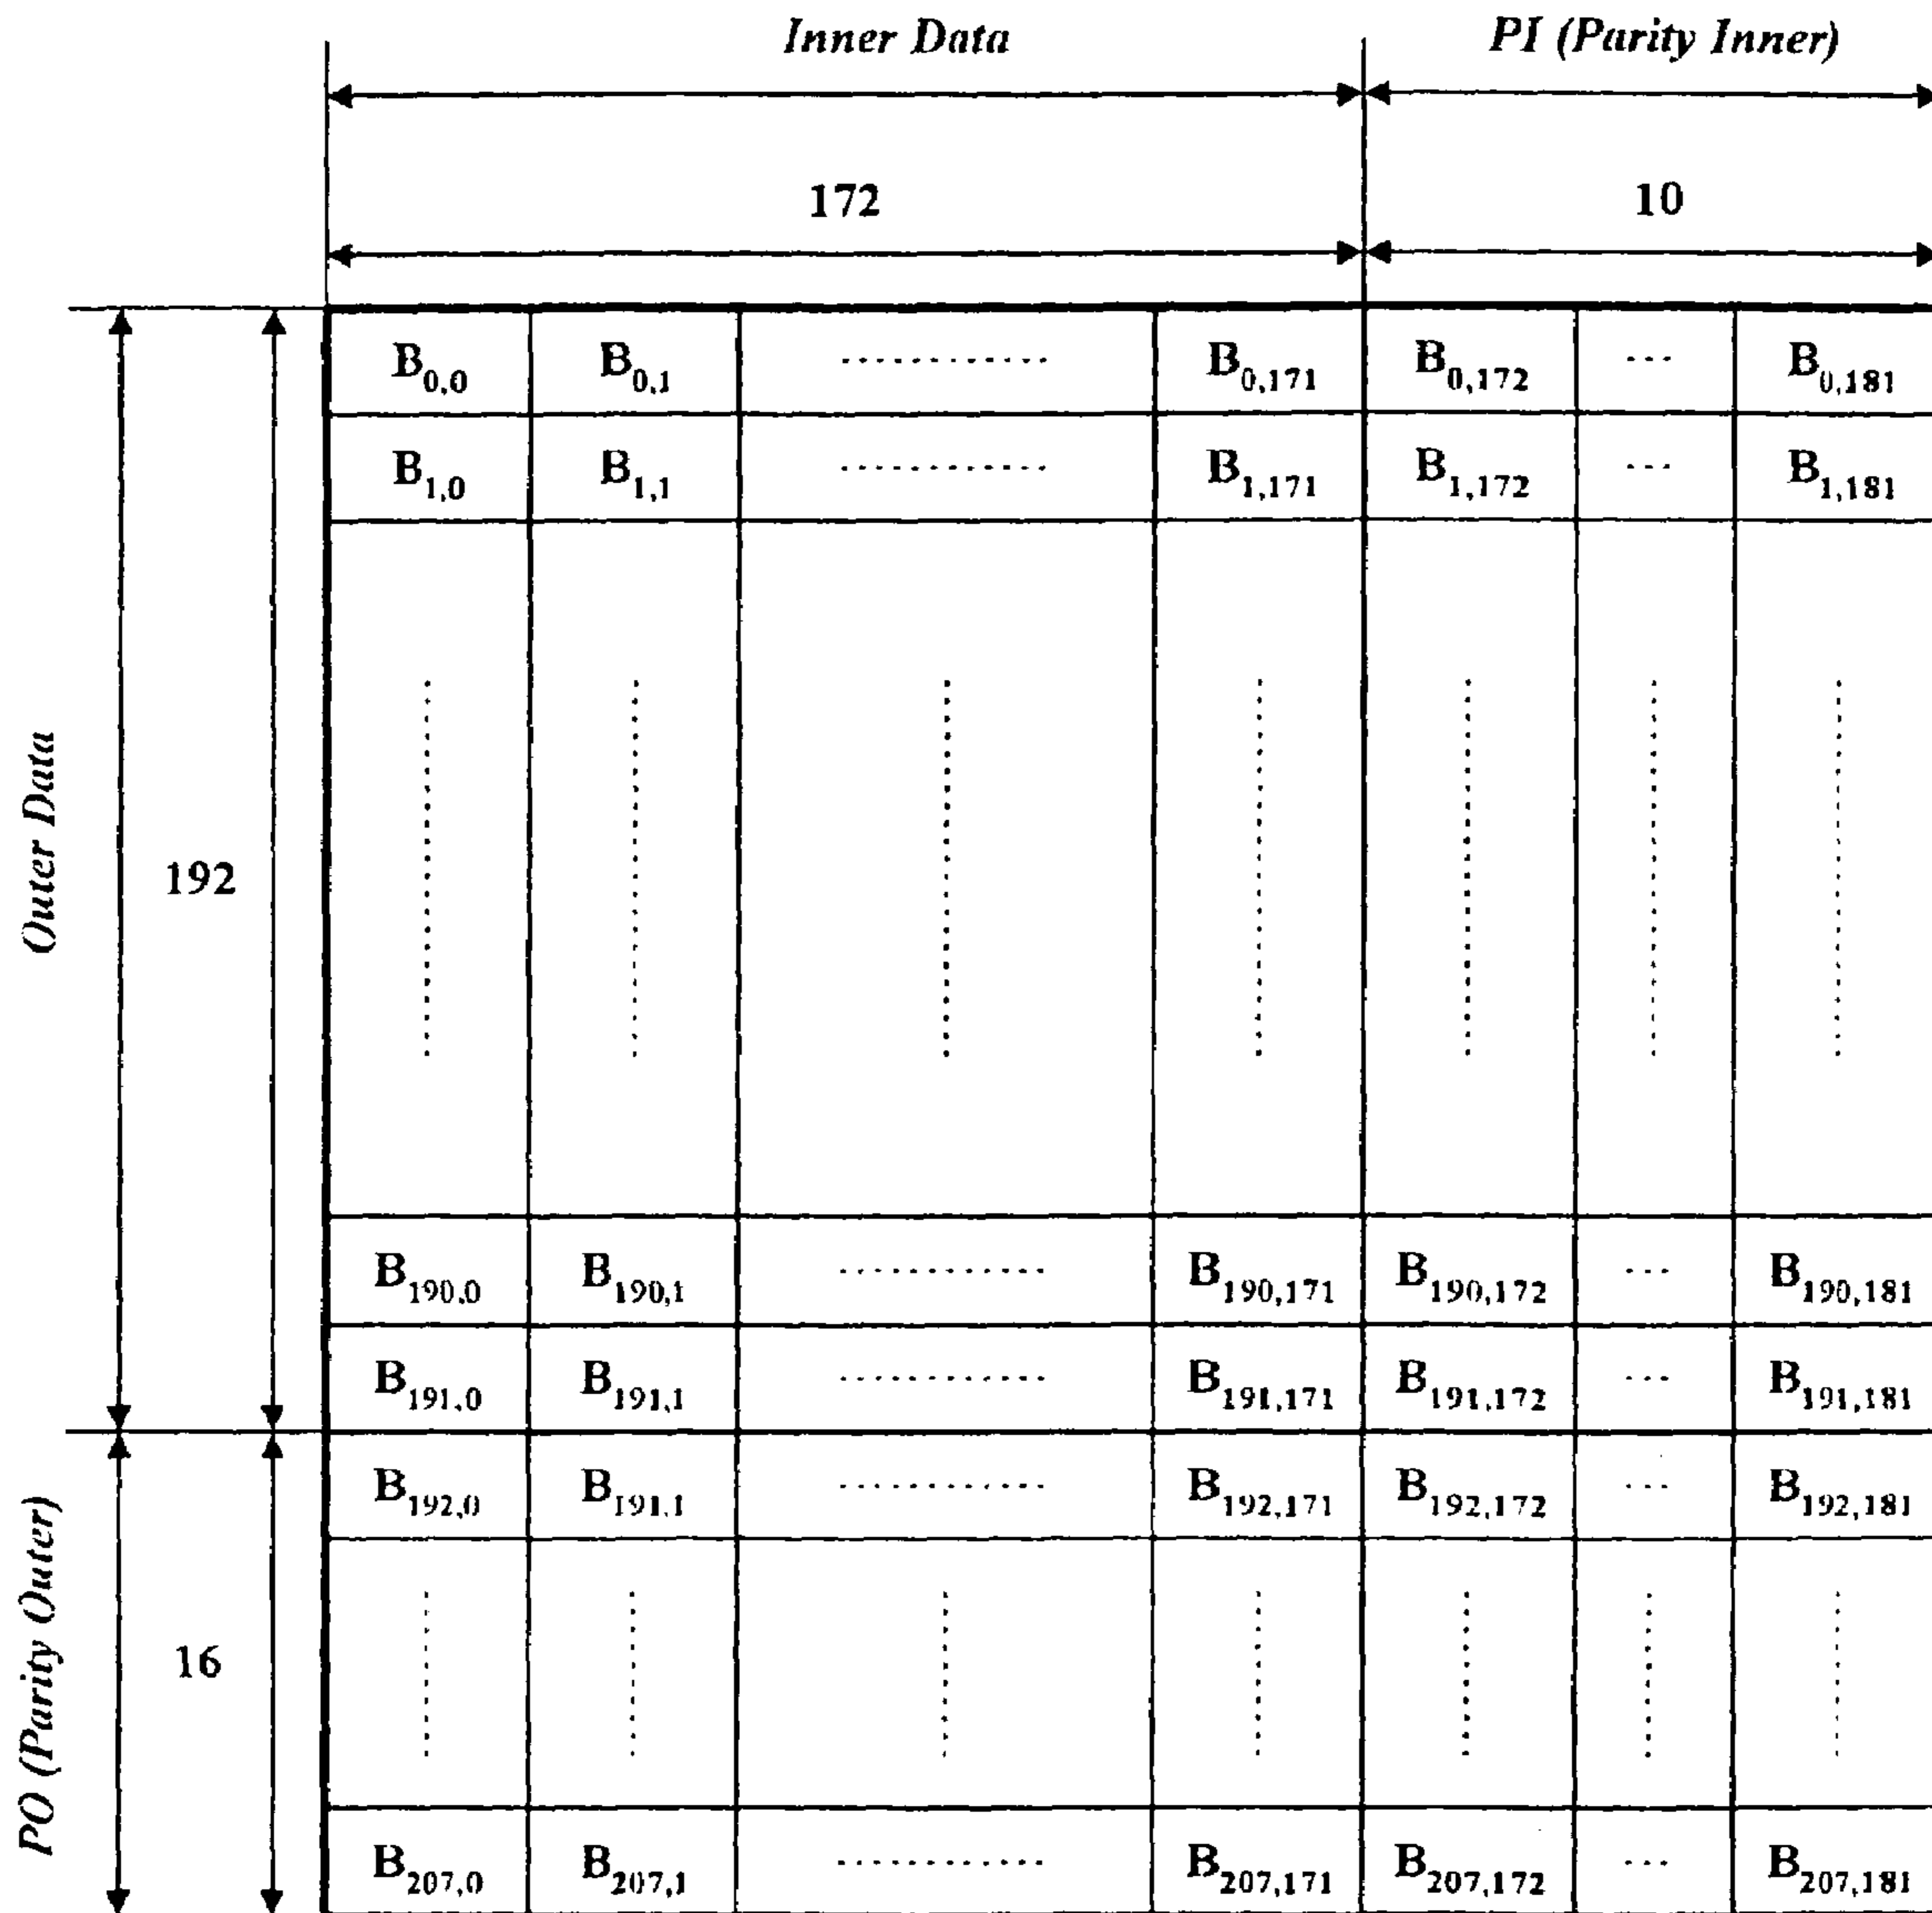 Inner Data PI (Parity Inner)
172 10
B0,0 B0,1 ............ B0,171 B0,172 ... B0,181
B1,0 B1,1 ............ B1,171 B1,172 ... B1,181
Outer Data
192
B190,0 B190,1 ............ B190,171 B190,172 ... B190,181
B191,0 B191,1 ............ B191,171 B191,172 ... B191,181
B192,0 B191,1 ............ B192,171 B192,172 ... B192,181
PO (Parity Outer)
16
B207,0 B207,1 ............ B207,171 B207,172 ... B207,181